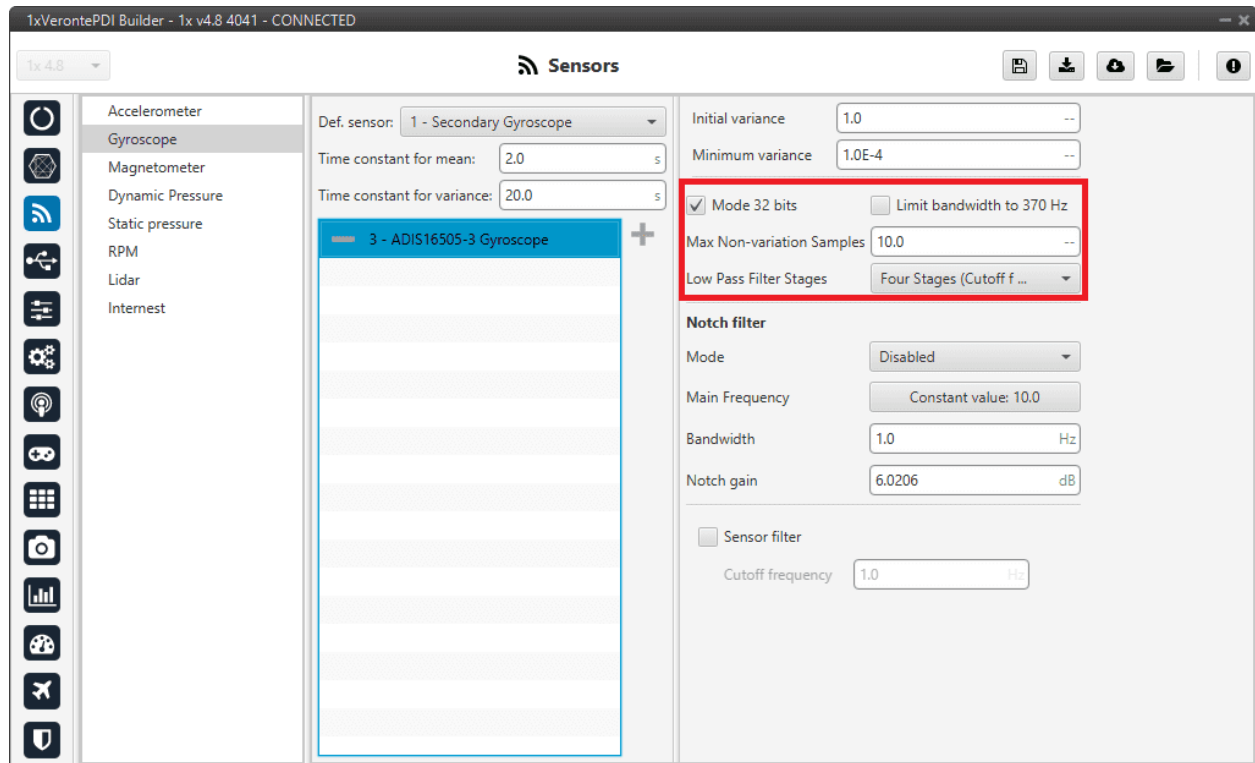 1xVerontePDI Builder - 1x v4.8 4041 - CONNECTED
1x 4.8
Sensors
Accelerometer
Gyroscope
Magnetometer
Dynamic Pressure
Static pressure
RPM
Lidar
Internest
Def. sensor: 1 - Secondary Gyroscope
Time constant for mean: 2.0 s
Time constant for variance: 20.0 s
3 - ADIS16505-3 Gyroscope
Initial variance 1.0 --
Minimum variance 1.0E-4 --
Mode 32 bits Limit bandwidth to 370 Hz
Max Non-variation Samples 10.0 --
Low Pass Filter Stages Four Stages (Cutoff f ...
Notch filter
Mode Disabled
Main Frequency Constant value: 10.0
Bandwidth 1.0 Hz
Notch gain 6.0206 dB
Sensor filter
Cutoff frequency 1.0 Hz